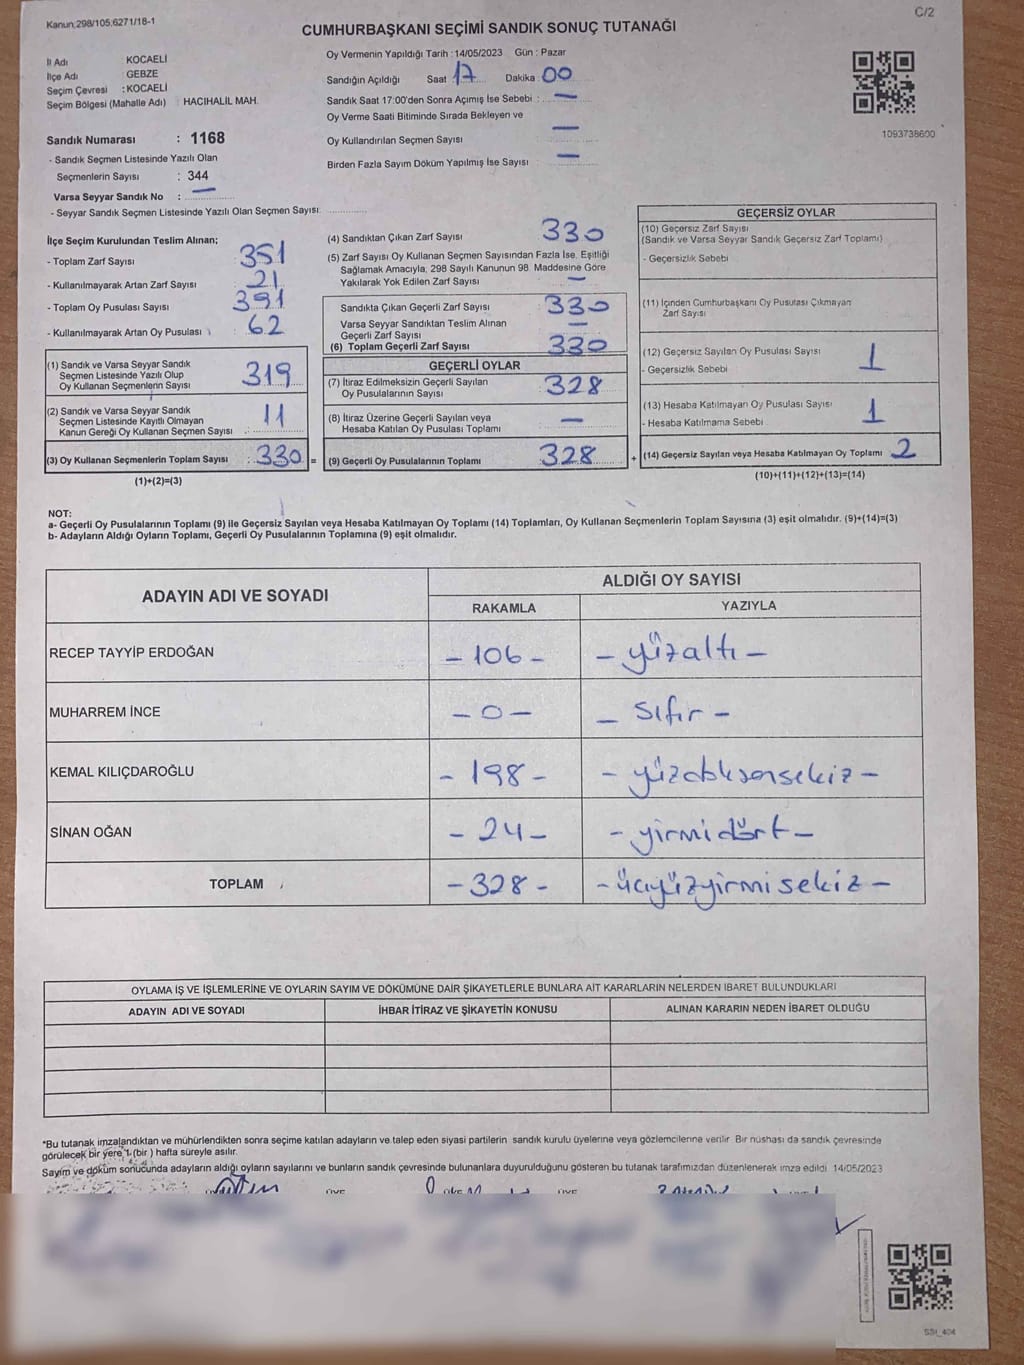 Kanun;298/105;6271/18-1
C/2
CUMHURBAŞKANI SEÇİMİ SANDIK SONUÇ TUTANAĞI
İl Adı KOCAELİ
İlçe Adı GEBZE
Seçim Çevresi : KOCAELİ
Seçim Bölgesi (Mahalle Adı) : HACIHALİL MAH.
Oy Vermenin Yapıldığı Tarih : 14/05/2023 Gün : Pazar
Sandığın Açıldığı Saat 17 Dakika 00
Sandık Saat 17:00'den Sonra Açımış İse Sebebi : —
Oy Verme Saati Bitiminde Sırada Bekleyen ve
Oy Kullandırılan Seçmen Sayısı —
Birden Fazla Sayım Döküm Yapılmış İse Sayısı —
1093738600
Sandık Numarası : 1168
- Sandık Seçmen Listesinde Yazılı Olan
Seçmenlerin Sayısı : 344
Varsa Seyyar Sandık No : —
- Seyyar Sandık Seçmen Listesinde Yazılı Olan Seçmen Sayısı:
İlçe Seçim Kurulundan Teslim Alınan;
- Toplam Zarf Sayısı 351
- Kullanılmayarak Artan Zarf Sayısı 21
- Toplam Oy Pusulası Sayısı 391
- Kullanılmayarak Artan Oy Pusulası 62
(1) Sandık ve Varsa Seyyar Sandık
Seçmen Listesinde Yazılı Olup
Oy Kullanan Seçmenlerin Sayısı 319
(2) Sandık ve Varsa Seyyar Sandık
Seçmen Listesinde Kayıtlı Olmayan
Kanun Gereği Oy Kullanan Seçmen Sayısı 11
(3) Oy Kullanan Seçmenlerin Toplam Sayısı : 330 =
(1)+(2)=(3)
(4) Sandıktan Çıkan Zarf Sayısı 330
(5) Zarf Sayısı Oy Kullanan Seçmen Sayısından Fazla İse, Eşitliği
Sağlamak Amacıyla, 298 Sayılı Kanunun 98. Maddesine Göre
Yakılarak Yok Edilen Zarf Sayısı —
Sandıkta Çıkan Geçerli Zarf Sayısı 330
Varsa Seyyar Sandıktan Teslim Alınan
Geçerli Zarf Sayısı —
(6) Toplam Geçerli Zarf Sayısı 330
GEÇERLİ OYLAR
(7) İtiraz Edilmeksizin Geçerli Sayılan
Oy Pusulalarının Sayısı 328
(8) İtiraz Üzerine Geçerli Sayılan veya
Hesaba Katılan Oy Pusulası Toplamı —
(9) Geçerli Oy Pusulalarının Toplamı 328 +
GEÇERSİZ OYLAR
(10) Geçersiz Zarf Sayısı
(Sandık ve Varsa Seyyar Sandık Geçersiz Zarf Toplamı)
- Geçersizlik Sebebi
(11) İçinden Cumhurbaşkanı Oy Pusulası Çıkmayan
Zarf Sayısı
(12) Geçersiz Sayılan Oy Pusulası Sayısı 1
- Geçersizlik Sebebi
(13) Hesaba Katılmayan Oy Pusulası Sayısı 1
- Hesaba Katılmama Sebebi
(14) Geçersiz Sayılan veya Hesaba Katılmayan Oy Toplamı 2
(10)+(11)+(12)+(13)=(14)
NOT:
a- Geçerli Oy Pusulalarının Toplamı (9) ile Geçersiz Sayılan veya Hesaba Katılmayan Oy Toplamı (14) Toplamları, Oy Kullanan Seçmenlerin Toplam Sayısına (3) eşit olmalıdır. (9)+(14)=(3)
b- Adayların Aldığı Oyların Toplamı, Geçerli Oy Pusulalarının Toplamına (9) eşit olmalıdır.
ADAYIN ADI VE SOYADI
ALDIĞI OY SAYISI
RAKAMLA YAZIYLA
RECEP TAYYİP ERDOĞAN - 106 - - yüzaltı -
MUHARREM İNCE - 0 - - sıfır -
KEMAL KILIÇDAROĞLU - 198 - - yüzdoksansekiz -
SİNAN OĞAN - 24 - - yirmidört -
TOPLAM - 328 - - üçyüzyirmisekiz -
OYLAMA İŞ VE İŞLEMLERİNE VE OYLARIN SAYIM VE DÖKÜMÜNE DAİR ŞİKAYETLERLE BUNLARA AİT KARARLARIN NELERDEN İBARET BULUNDUKLARI
ADAYIN ADI VE SOYADI İHBAR İTİRAZ VE ŞİKAYETİN KONUSU ALINAN KARARIN NEDEN İBARET OLDUĞU
*Bu tutanak imzalandıktan ve mühürlendikten sonra seçime katılan adayların ve talep eden siyasi partilerin sandık kurulu üyelerine veya gözlemcilerine verilir. Bir nüshası da sandık çevresinde
görülecek bir yere 1 (bir ) hafta süreyle asılır.
Sayım ve döküm sonucunda adayların aldığı oyların sayılarını ve bunların sandık çevresinde bulunanlara duyurulduğunu gösteren bu tutanak tarafımızdan düzenlenerek imza edildi. 14/05/2023